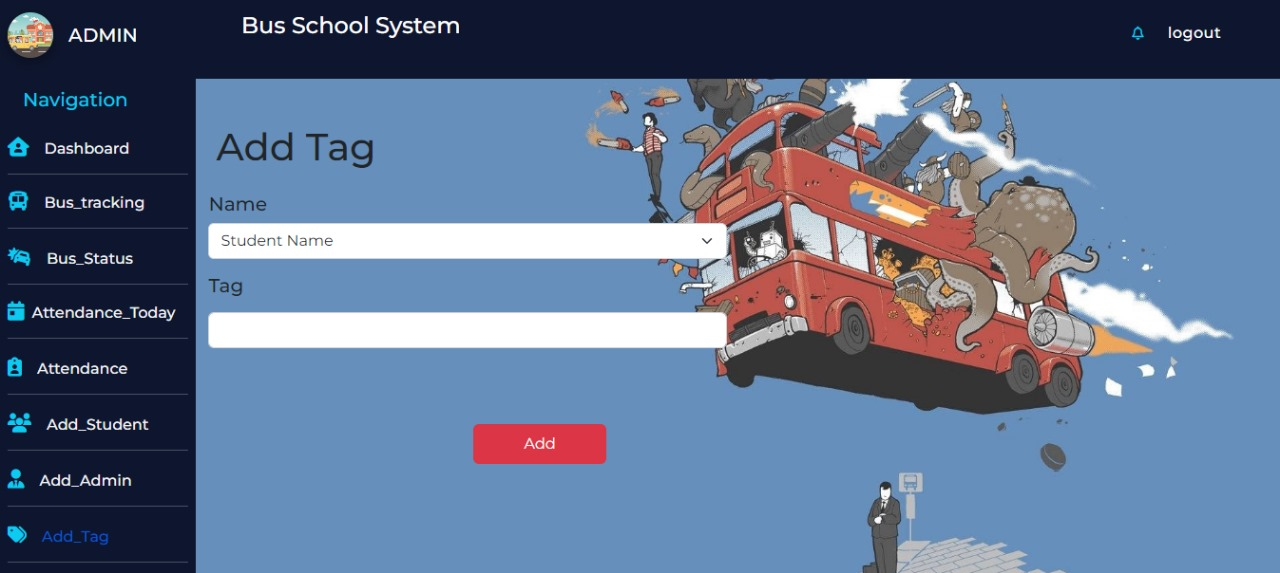 ADMIN
Bus School System
logout
Navigation
Dashboard
Bus_tracking
Bus_Status
Attendance_Today
Attendance
Add_Student
Add_Admin
Add_Tag
Add Tag
Name
Student Name
Tag
Add